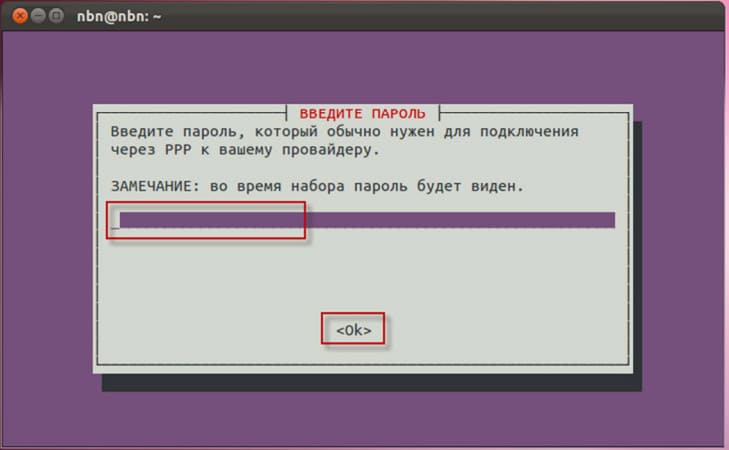 nbn@nbn: ~
ВВЕДИТЕ ПАРОЛЬ
Введите пароль, который обычно нужен для подключения
через PPP к вашему провайдеру.
ЗАМЕЧАНИЕ: во время набора пароль будет виден.
<Ok>